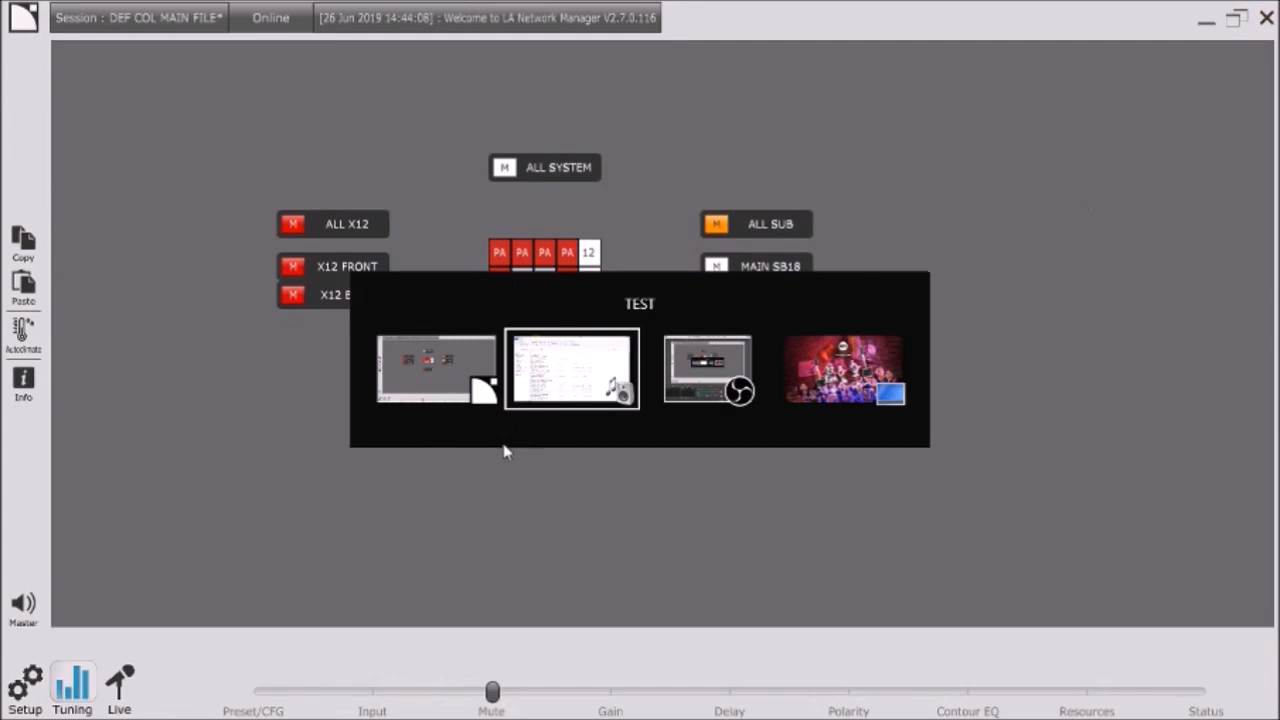 Session : DEF COL MAIN FILE* Online [26 Jun 2019 14:44:08] : Welcome to LA Network Manager V2.7.0.116
M ALL SYSTEM
M ALL X12
M ALL SUB
PA PA PA PA 12
M X12 FRONT
M MAIN SB18
M X12
TEST
Copy
Paste
Autoclimate
Info
Master
Setup Tuning Live
Preset/CFG Input Mute Gain Delay Polarity Contour EQ Resources Status